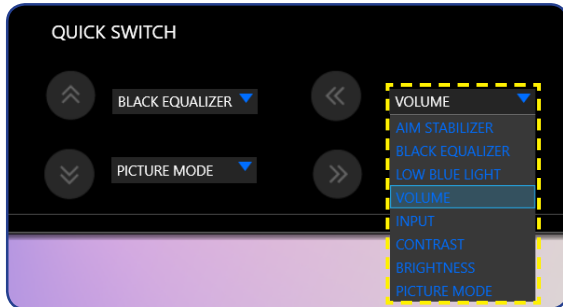 QUICK SWITCH
BLACK EQUALIZER
PICTURE MODE
VOLUME
AIM STABILIZER
BLACK EQUALIZER
LOW BLUE LIGHT
VOLUME
INPUT
CONTRAST
BRIGHTNESS
PICTURE MODE